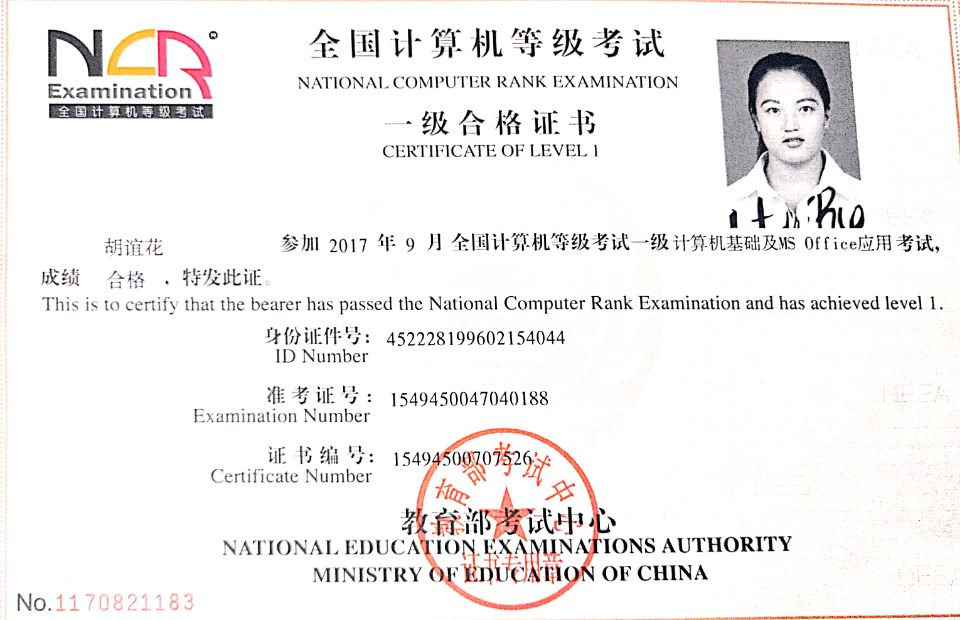 NCR
Examination
全国计算机等级考试
全国计算机等级考试
NATIONAL COMPUTER RANK EXAMINATION
一级合格证书
CERTIFICATE OF LEVEL 1
胡谊花 参加 2017 年 9 月 全国计算机等级考试一级 计算机基础及MS Office应用 考试,
成绩 合格 ，特发此证。
This is to certify that the bearer has passed the National Computer Rank Examination and has achieved level 1.
身份证件号： 452228199602154044
ID Number
准考证号： 1549450047040188
Examination Number
证书编号： 15494500707526
Certificate Number
教育部考试中心
教育部考试中心
NATIONAL EDUCATION EXAMINATIONS AUTHORITY
证书专用章
MINISTRY OF EDUCATION OF CHINA
No.1170821183